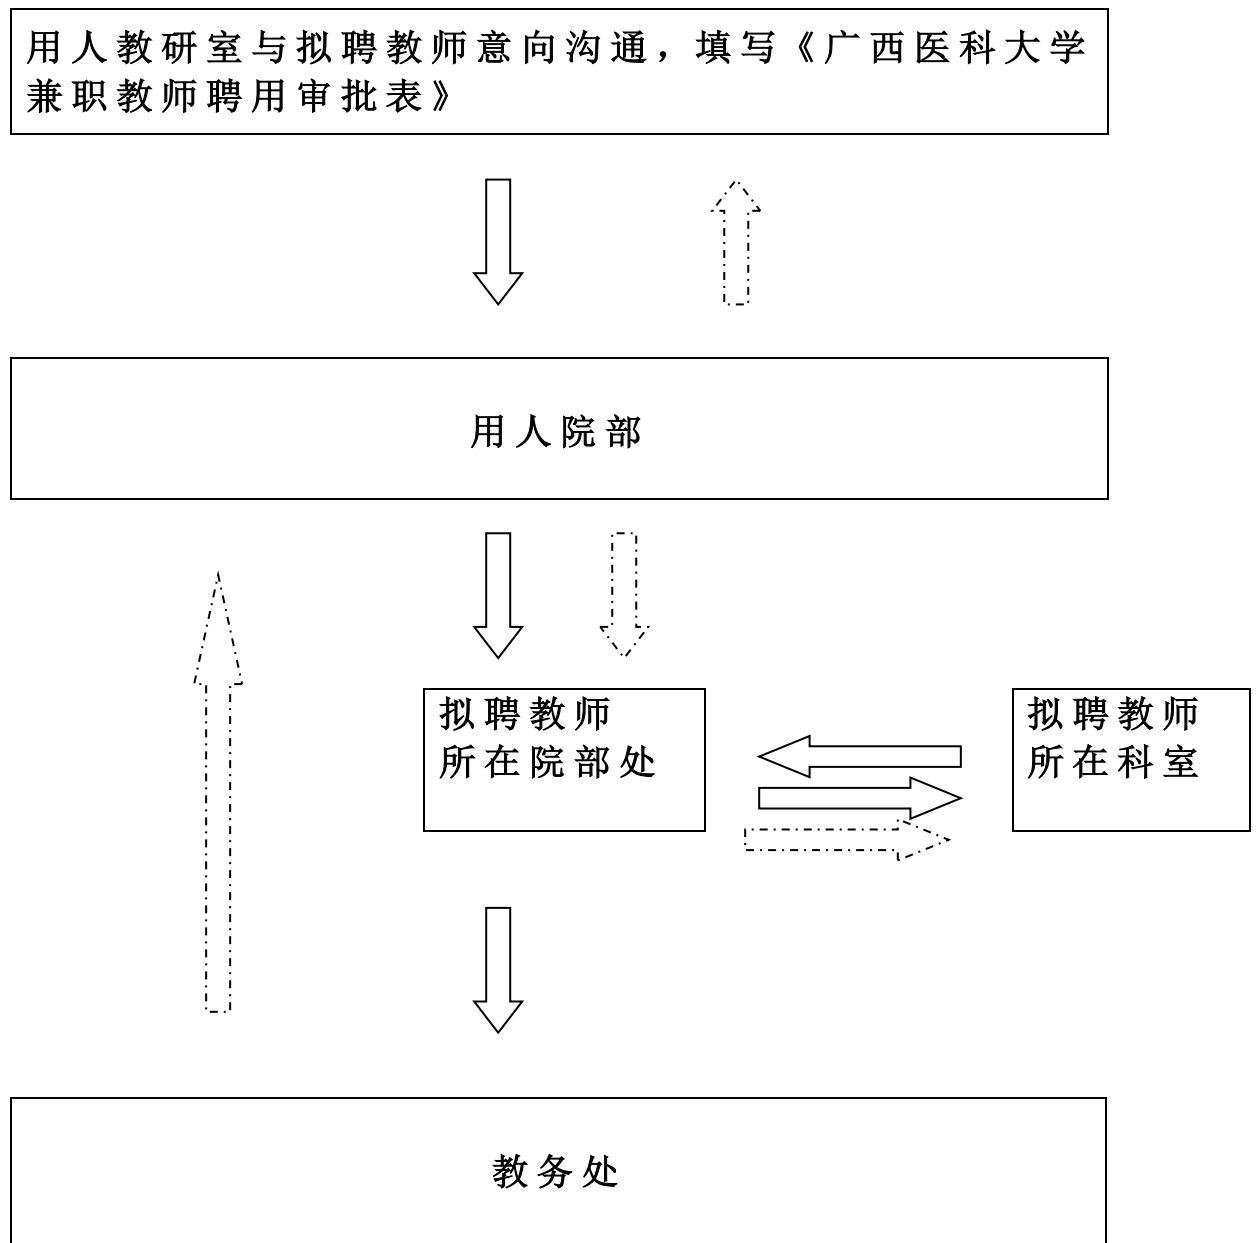 用人教研室与拟聘教师意向沟通，填写《广西医科大学
兼职教师聘用审批表》
用人院部
拟聘教师
所在院部处
拟聘教师
所在科室
教务处